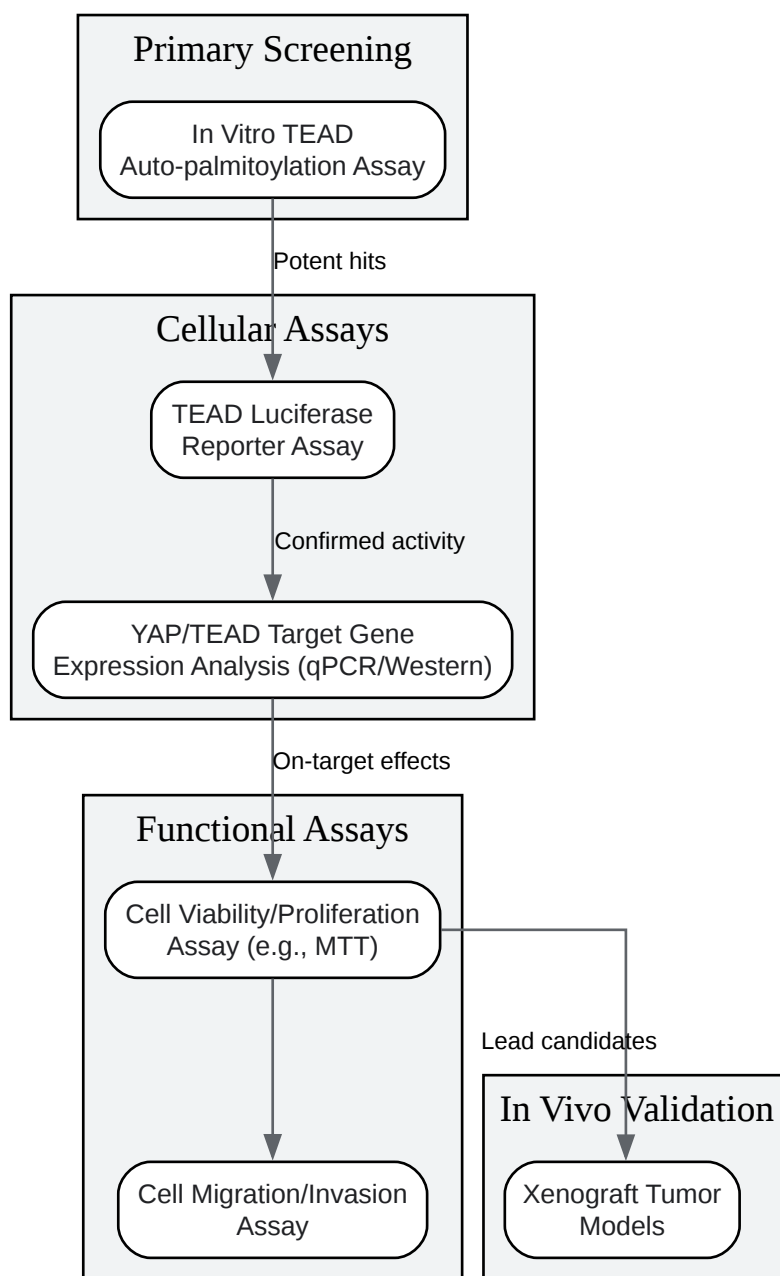 Primary Screening
In Vitro TEAD
Auto-palmitoylation Assay
Potent hits
Cellular Assays
TEAD Luciferase
Reporter Assay
Confirmed activity
YAP/TEAD Target Gene
Expression Analysis (qPCR/Western)
On-target effects
Functional Assays
Cell Viability/Proliferation
Assay (e.g., MTT)
Lead candidates
In Vivo Validation
Cell Migration/Invasion
Assay
Xenograft Tumor
Models